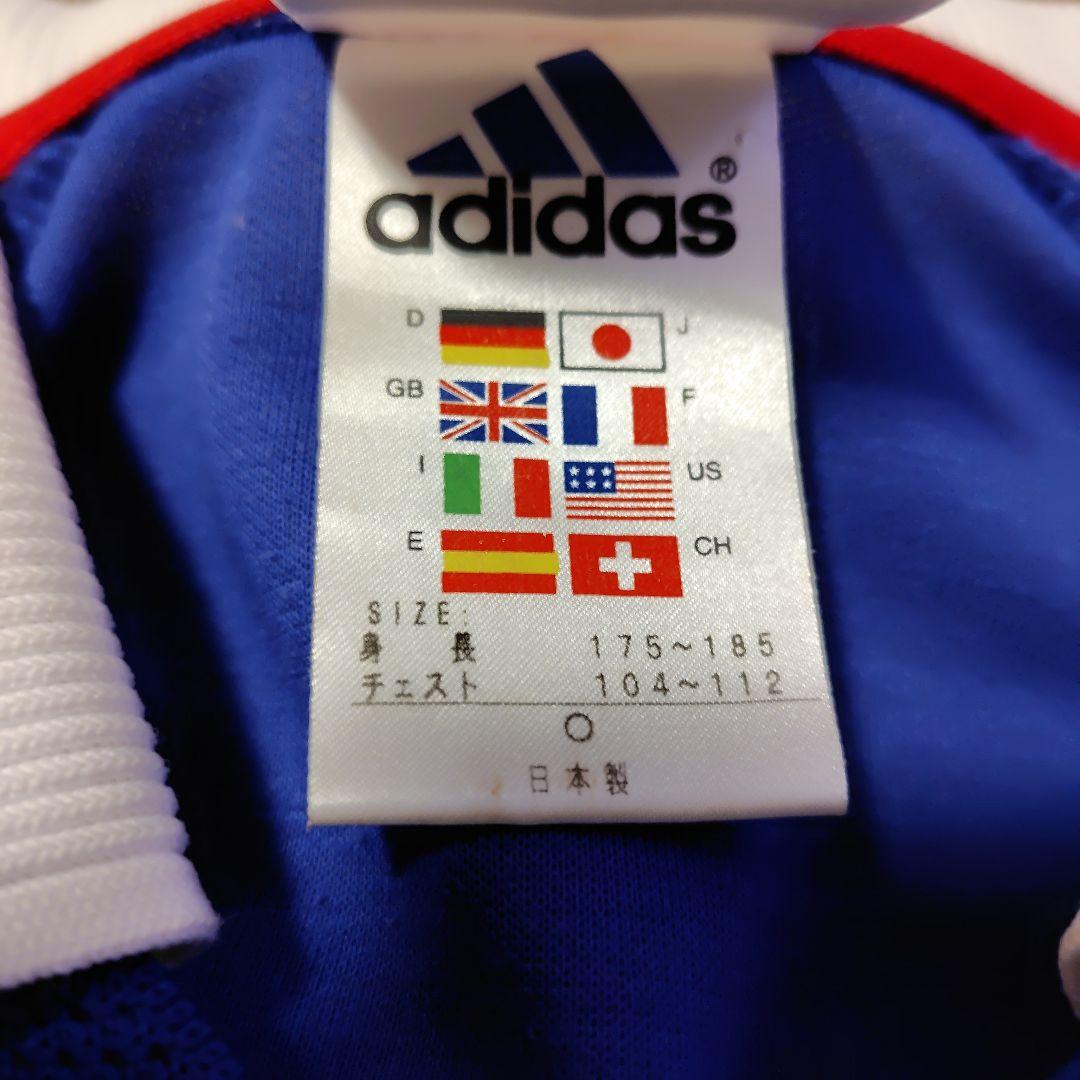 adidas®
D J
GB F
I US
E CH
SIZE:
身長 175~185
チェスト 104~112
○
日本製